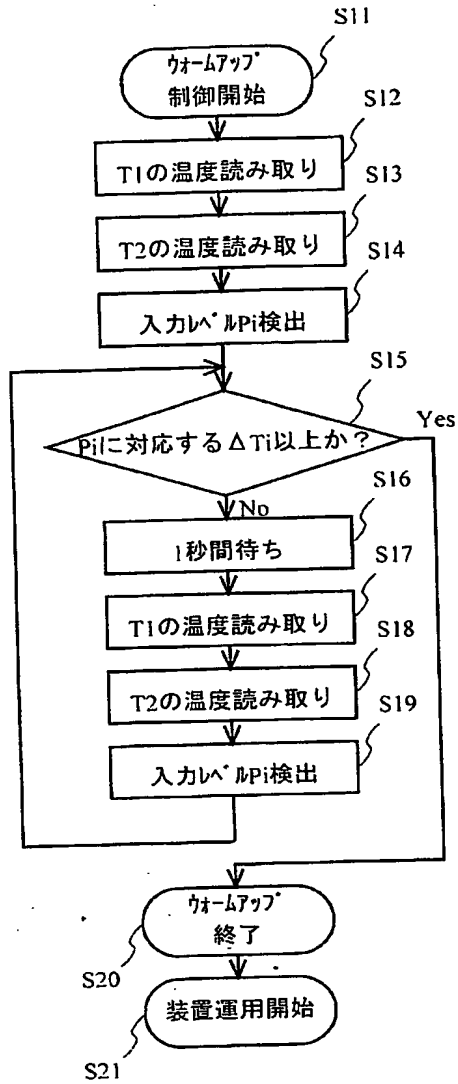 S11
ｳｫｰﾑｱｯﾌﾟ
制御開始
S12
T1の温度読み取り
S13
T2の温度読み取り
S14
入力ﾚﾍﾞﾙPi検出
S15
Piに対応するΔTi以上か？
Yes
No
S16
1秒間待ち
S17
T1の温度読み取り
S18
T2の温度読み取り
S19
入力ﾚﾍﾞﾙPi検出
ｳｫｰﾑｱｯﾌﾟ
終了
S20
装置運用開始
S21